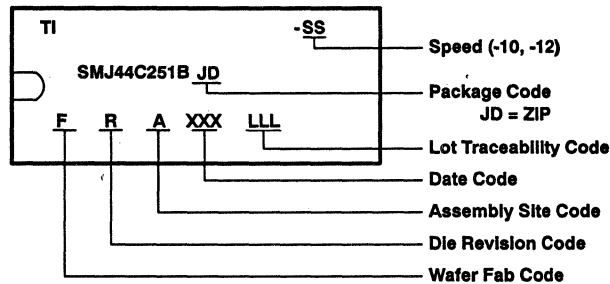 TI -SS
Speed (-10, -12)
SMJ44C251B JD
Package Code
JD = ZIP
F R A XXX LLL
Lot Traceability Code
Date Code
Assembly Site Code
Die Revision Code
Wafer Fab Code